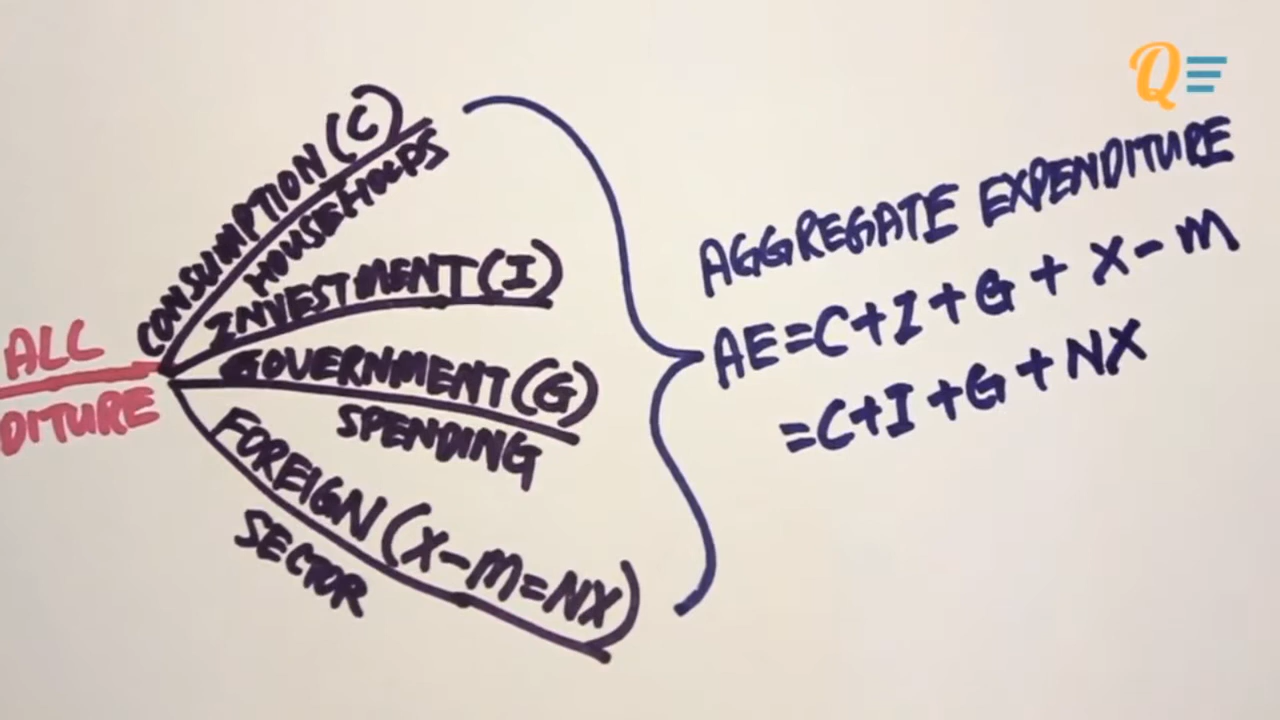 ALL
DITURE
CONSUMPTION (C)
HOUSEHOLDS
INVESTMENT (I)
GOVERNMENT (G)
SPENDING
FOREIGN (X-M=NX)
SECTOR
AGGREGATE EXPENDITURE
AE=C+I+G+X-M
=C+I+G+NX
Q